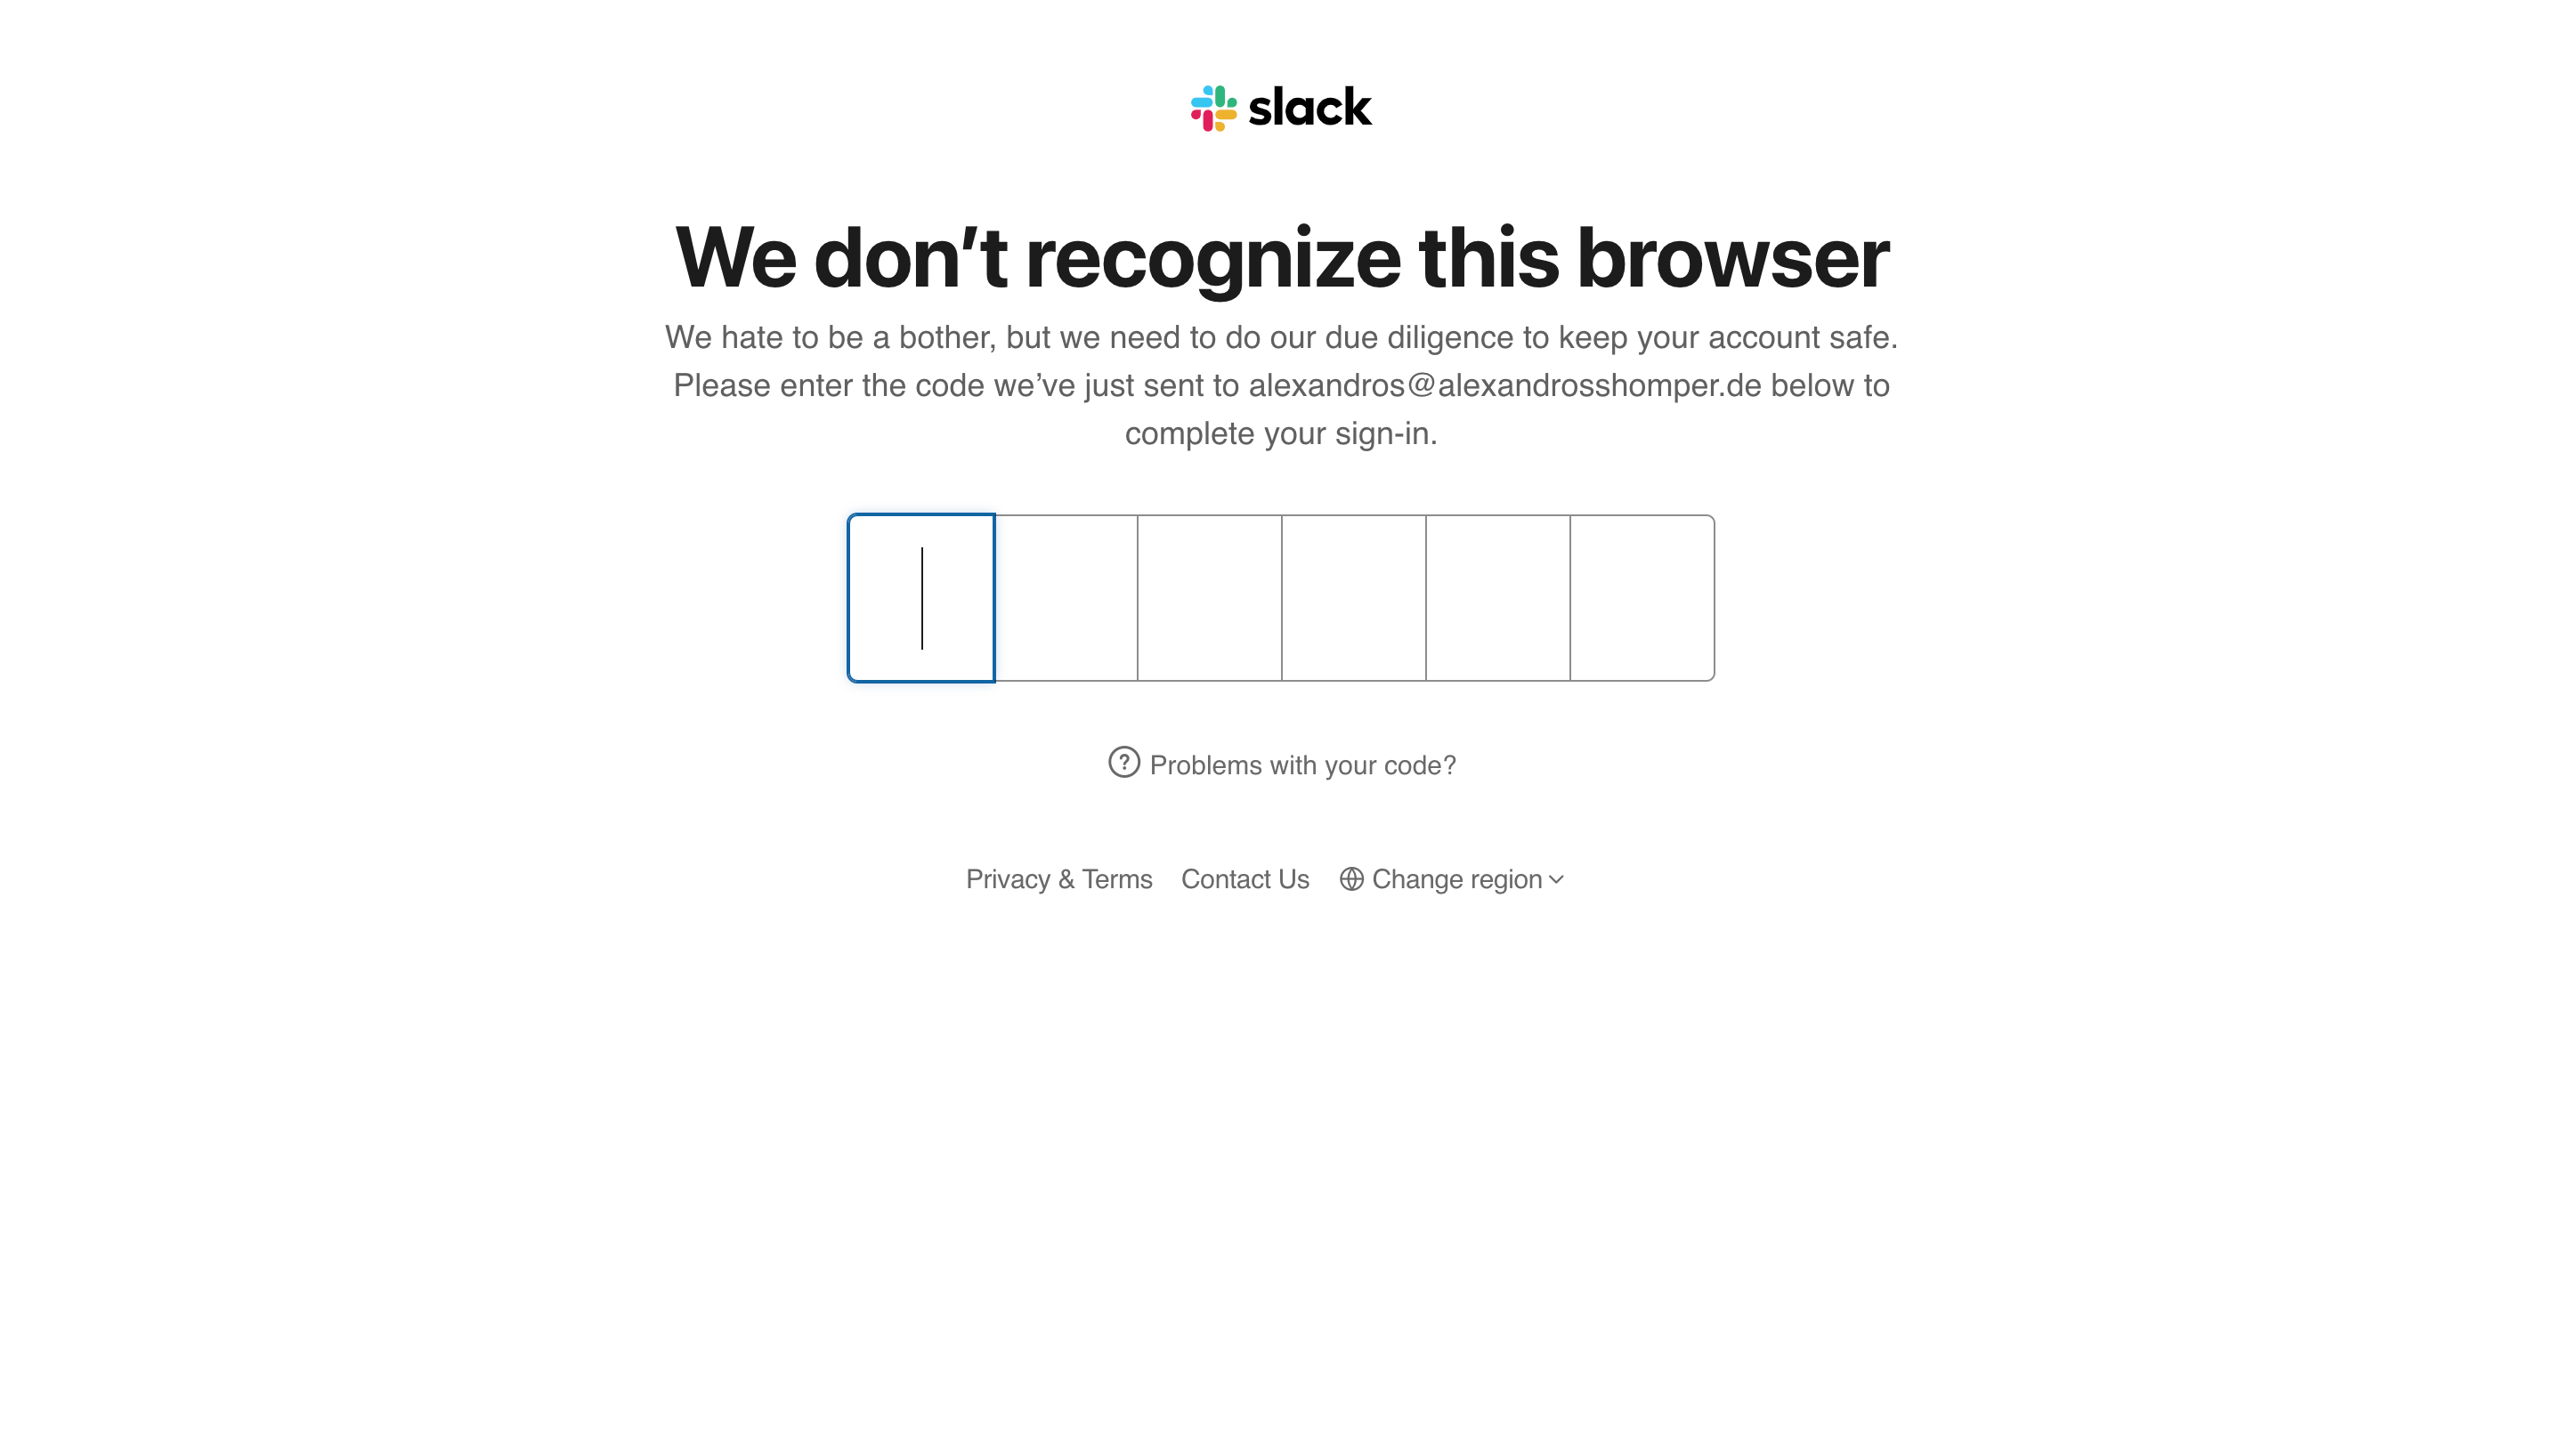 slack
We don’t recognize this browser
We hate to be a bother, but we need to do our due diligence to keep your account safe.
Please enter the code we’ve just sent to alexandros@alexandrosshomper.de below to
complete your sign-in.
Problems with your code?
Privacy & Terms Contact Us Change region